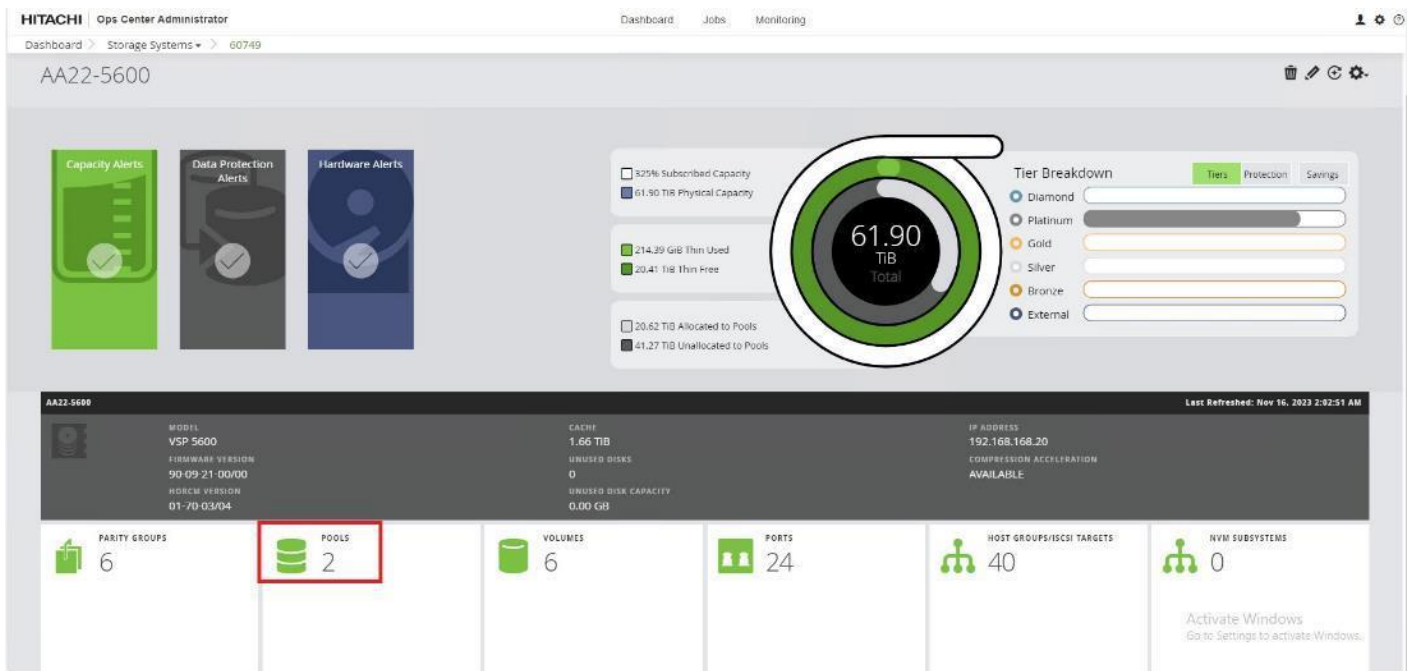 HITACHI Ops Center Administrator
Dashboard Jobs Monitoring
Dashboard Storage Systems 60749
AA22-5600
Capacity Alerts
Data Protection
Alerts
Hardware Alerts
325% Subscribed Capacity
61.90 TiB Physical Capacity
214.39 GiB Thin Used
20.41 TiB Thin Free
20.62 TiB Allocated to Pools
41.27 TiB Unallocated to Pools
61.90
TiB
Total
Tier Breakdown
Tiers Protection Savings
Diamond
Platinum
Gold
Silver
Bronze
External
AA22-5600
Last Refreshed: Nov 16, 2023 2:02:51 AM
MODEL
VSP 5600
FIRMWARE VERSION
90-09-21-00/00
HORCM VERSION
01-70-03/04
CACHE
1.66 TIB
UNUSED DISKS
0
UNUSED DISK CAPACITY
0.00 GB
IP ADDRESS
192.168.168.20
COMPRESSION ACCELERATION
AVAILABLE
PARITY GROUPS
6
POOLS
2
VOLUMES
6
PORTS
24
HOST GROUPS/ISCSI TARGETS
40
NVM SUBSYSTEMS
0
Activate Windows
Go to Settings to activate Windows.